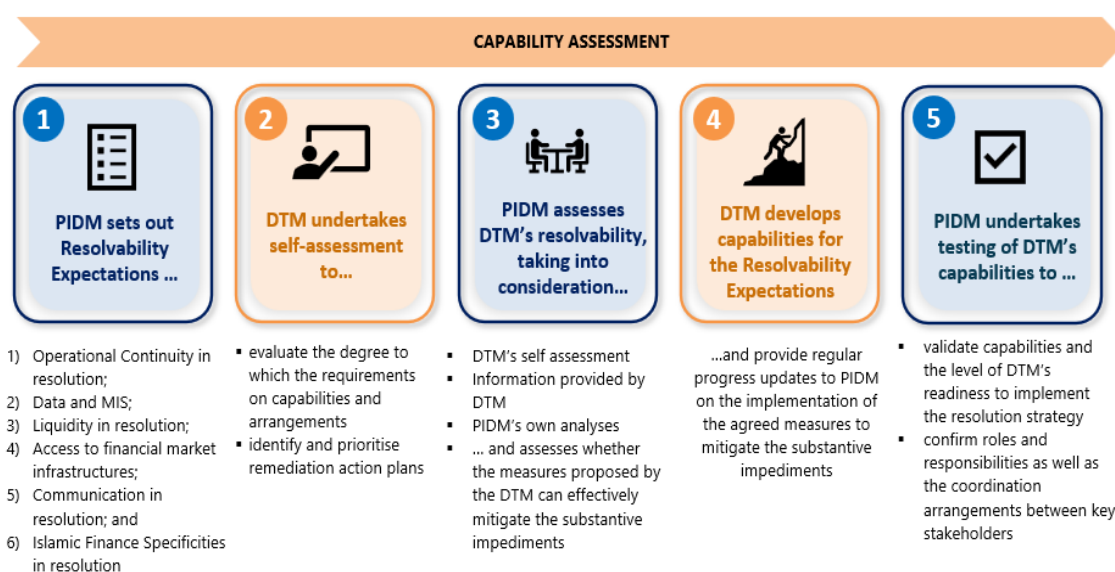 CAPABILITY ASSESSMENT
1
PIDM sets out
Resolvability
Expectations ...
1) Operational Continuity in
resolution;
2) Data and MIS;
3) Liquidity in resolution;
4) Access to financial market
infrastructures;
5) Communication in
resolution; and
6) Islamic Finance Specificities
in resolution
2
DTM undertakes
self-assessment
to...
▪ evaluate the degree to
which the requirements
on capabilities and
arrangements
▪ identify and prioritise
remediation action plans
3
PIDM assesses
DTM's resolvability,
taking into
consideration...
▪ DTM's self assessment
▪ Information provided by
DTM
▪ PIDM's own analyses
▪ ... and assesses whether
the measures proposed by
the DTM can effectively
mitigate the substantive
impediments
4
DTM develops
capabilities for
the Resolvability
Expectations
...and provide regular
progress updates to PIDM
on the implementation of
the agreed measures to
mitigate the substantive
impediments
5
PIDM undertakes
testing of DTM's
capabilities to ...
▪ validate capabilities and
the level of DTM's
readiness to implement
the resolution strategy
▪ confirm roles and
responsibilities as well as
the coordination
arrangements between key
stakeholders